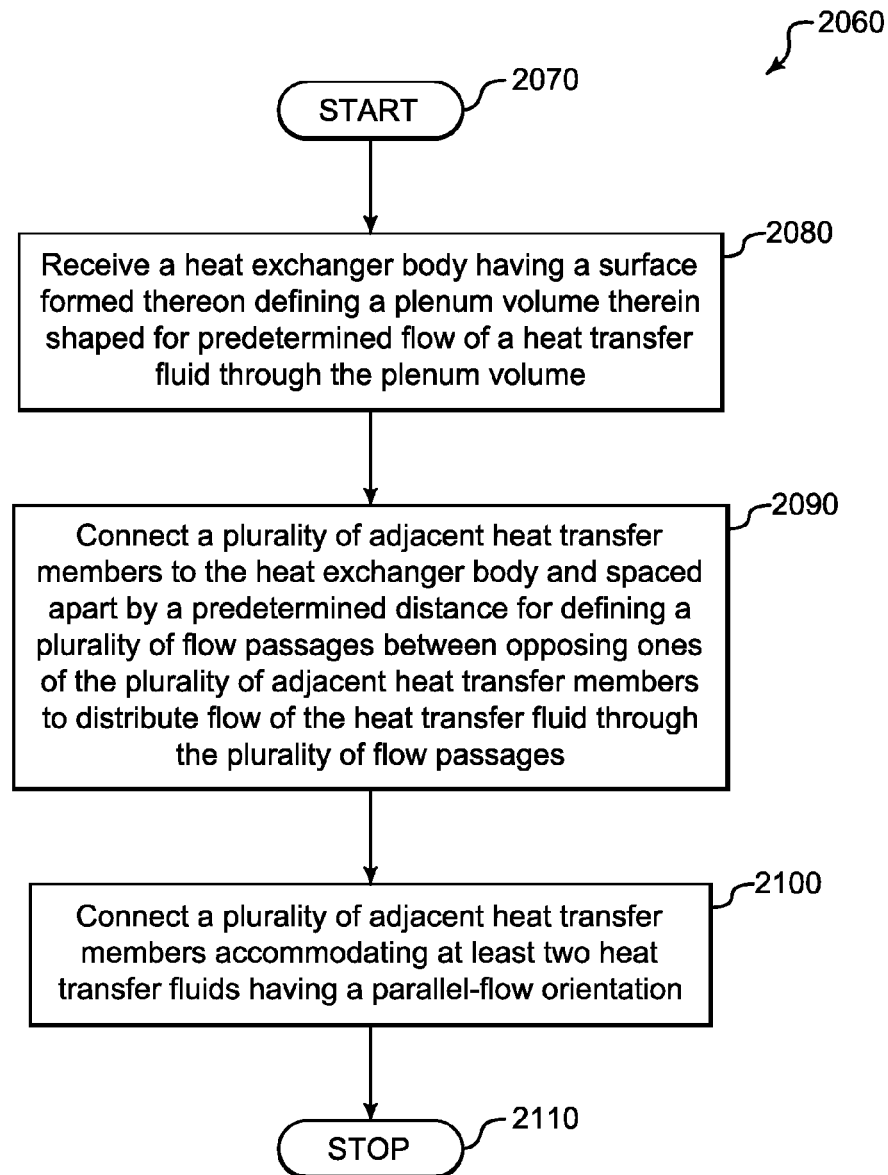 2060
START
2070
2080
Receive a heat exchanger body having a surface
formed thereon defining a plenum volume therein
shaped for predetermined flow of a heat transfer
fluid through the plenum volume
2090
Connect a plurality of adjacent heat transfer
members to the heat exchanger body and spaced
apart by a predetermined distance for defining a
plurality of flow passages between opposing ones
of the plurality of adjacent heat transfer members
to distribute flow of the heat transfer fluid through
the plurality of flow passages
2100
Connect a plurality of adjacent heat transfer
members accommodating at least two heat
transfer fluids having a parallel-flow orientation
STOP
2110